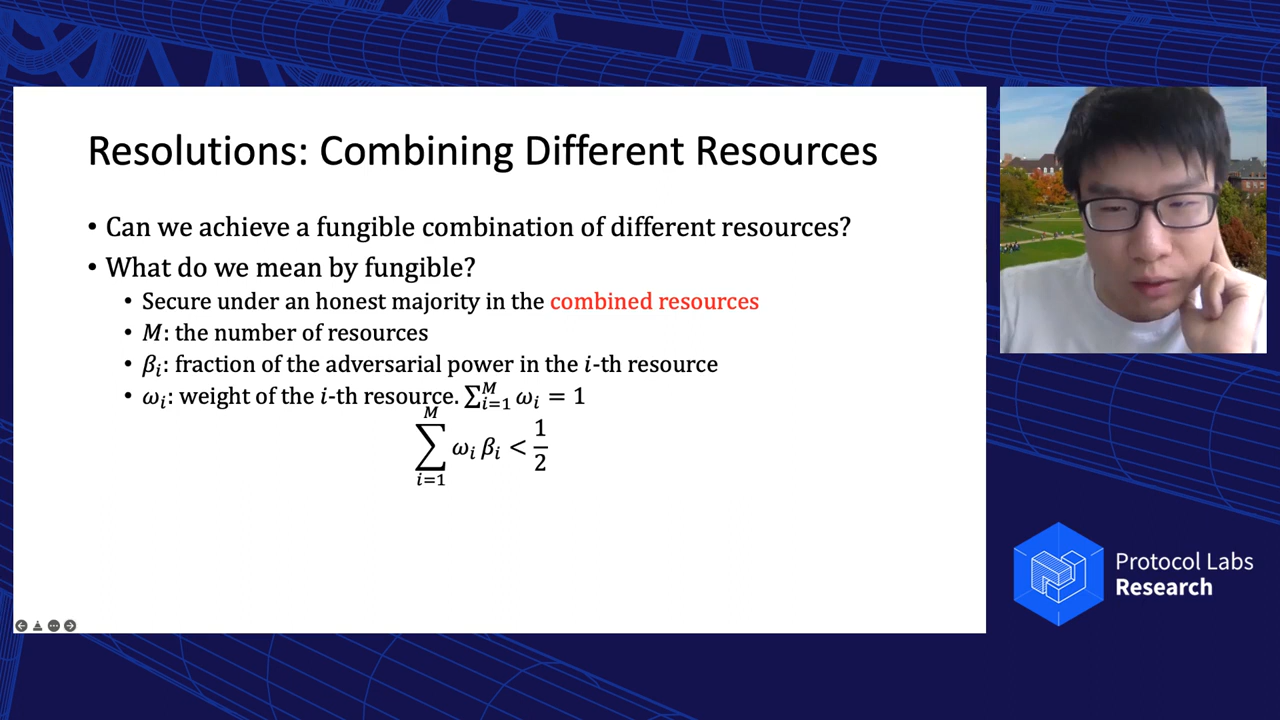 Resolutions: Combining Different Resources
• Can we achieve a fungible combination of different resources?
• What do we mean by fungible?
• Secure under an honest majority in the combined resources
• M: the number of resources
• βᵢ: fraction of the adversarial power in the i-th resource
• ωᵢ: weight of the i-th resource. ∑ᵢ₌₁ᴹ ωᵢ = 1
∑ᵢ₌₁ᴹ ωᵢ βᵢ < 1/2
Protocol Labs
Research